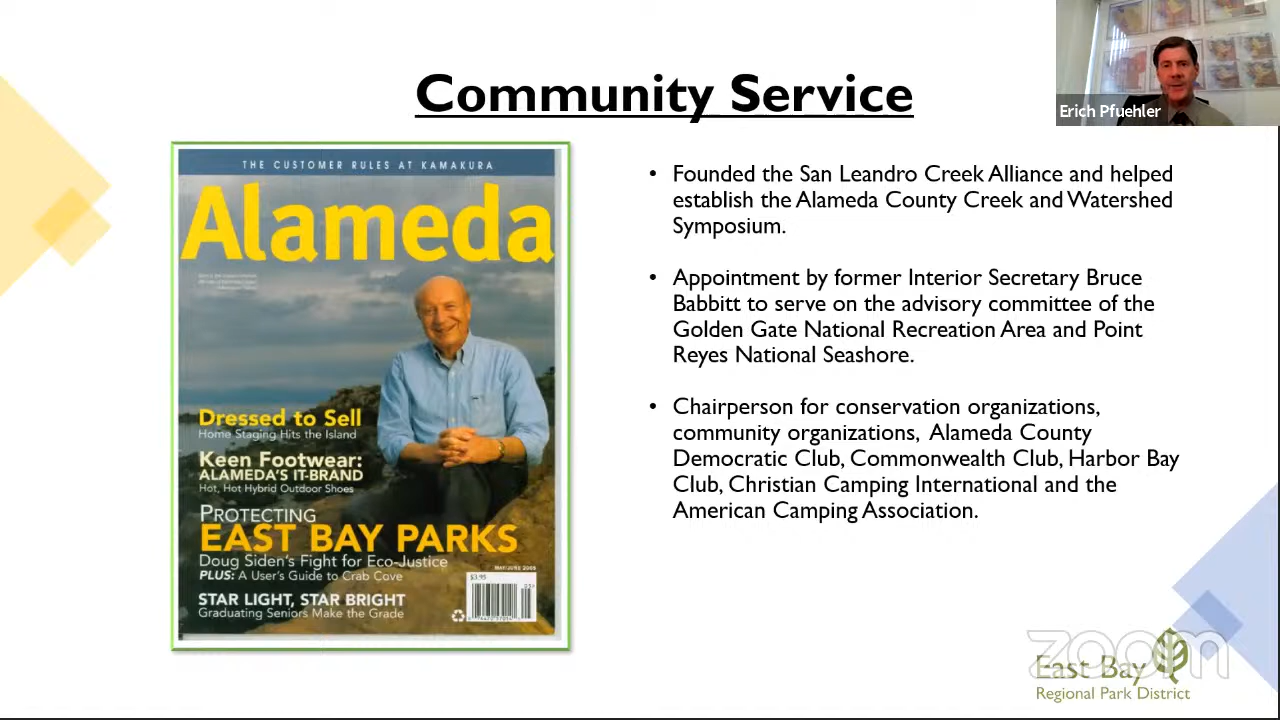 Community Service
Erich Pfuehler
THE CUSTOMER RULES AT KAMAKURA
Alameda
Dressed to Sell
Home Staging Hits the Island
Keen Footwear:
ALAMEDA'S IT-BRAND
Hot, Hot Hybrid Outdoor Shoes
PROTECTING
EAST BAY PARKS
Doug Siden's Fight for Eco-Justice
PLUS: A User's Guide to Crab Cove
STAR LIGHT, STAR BRIGHT
Graduating Seniors Make the Grade
$3.95
• Founded the San Leandro Creek Alliance and helped
establish the Alameda County Creek and Watershed
Symposium.
• Appointment by former Interior Secretary Bruce
Babbitt to serve on the advisory committee of the
Golden Gate National Recreation Area and Point
Reyes National Seashore.
• Chairperson for conservation organizations,
community organizations, Alameda County
Democratic Club, Commonwealth Club, Harbor Bay
Club, Christian Camping International and the
American Camping Association.
zoom
East Bay
Regional Park District